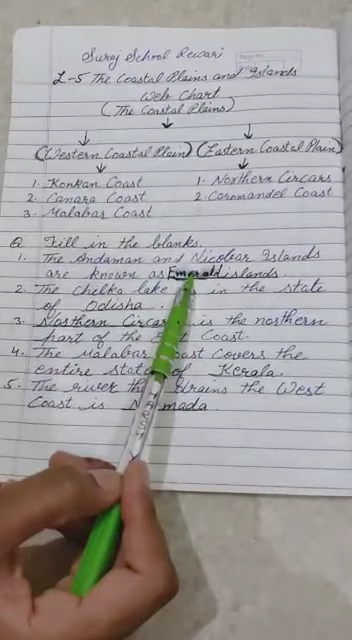 Suraj School Rewari
L-5 The Coastal Plains and Islands
Web Chart
(The Coastal Plains)
(Western Coastal Plain) (Eastern Coastal Plain)
1. Konkan Coast 1. Northern Circars
2. Canara Coast 2. Coromandel Coast
3. Malabar Coast
Q. Fill in the blanks.
1. The Andaman and Nicobar Islands
are known as Emerald islands.
2. The Chelka lake in the state
of Odisha.
3. Northern Circar is the northern
part of the Coast.
4. The Malabar Coast covers the
entire state of Kerala.
5. The river that drains the West
Coast is Narmada.